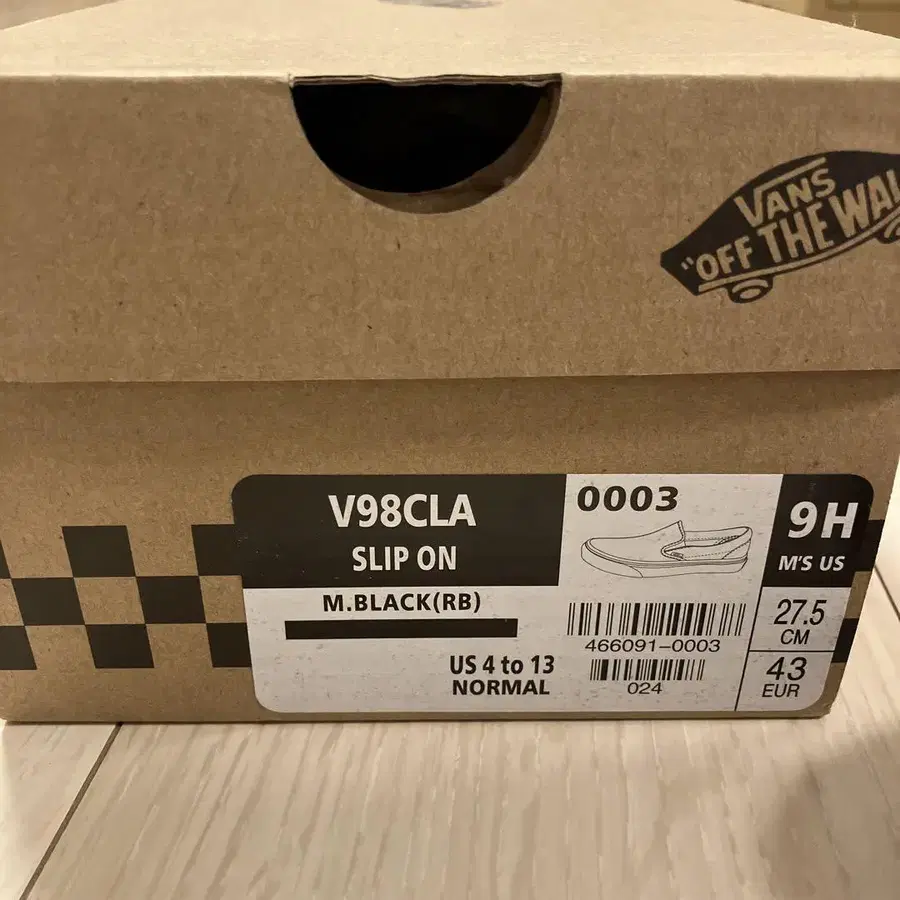 VANS
"OFF THE WAL
V98CLA
SLIP ON
M.BLACK(RB)
US 4 to 13
NORMAL
0003
466091-0003
024
9H
M'S US
27.5
CM
43
EUR